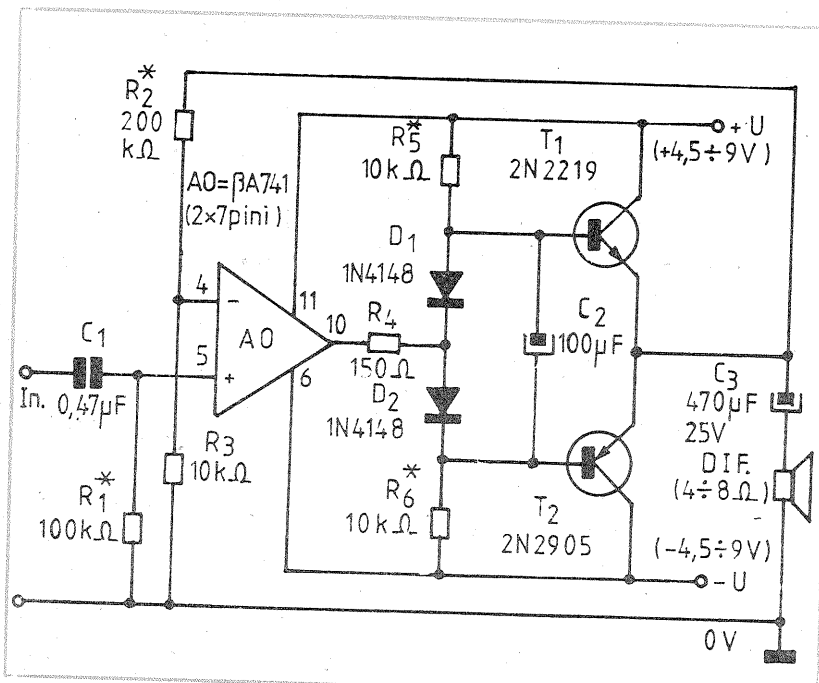 R2*
200
kΩ
AO=βA741
(2×7pini)
R5*
10kΩ
T1
2N2219
+U
(+4,5÷9V)
D1
1N4148
4
−
11
AO
10
R4
150Ω
5
+
6
C1
In.
0,47μF
C2
100μF
D2
1N4148
C3
470μF
25V
DIF.
(4÷8Ω)
R3
10kΩ
R1*
100kΩ
R6*
10kΩ
T2
2N2905
(−4,5÷9V)
−U
0V